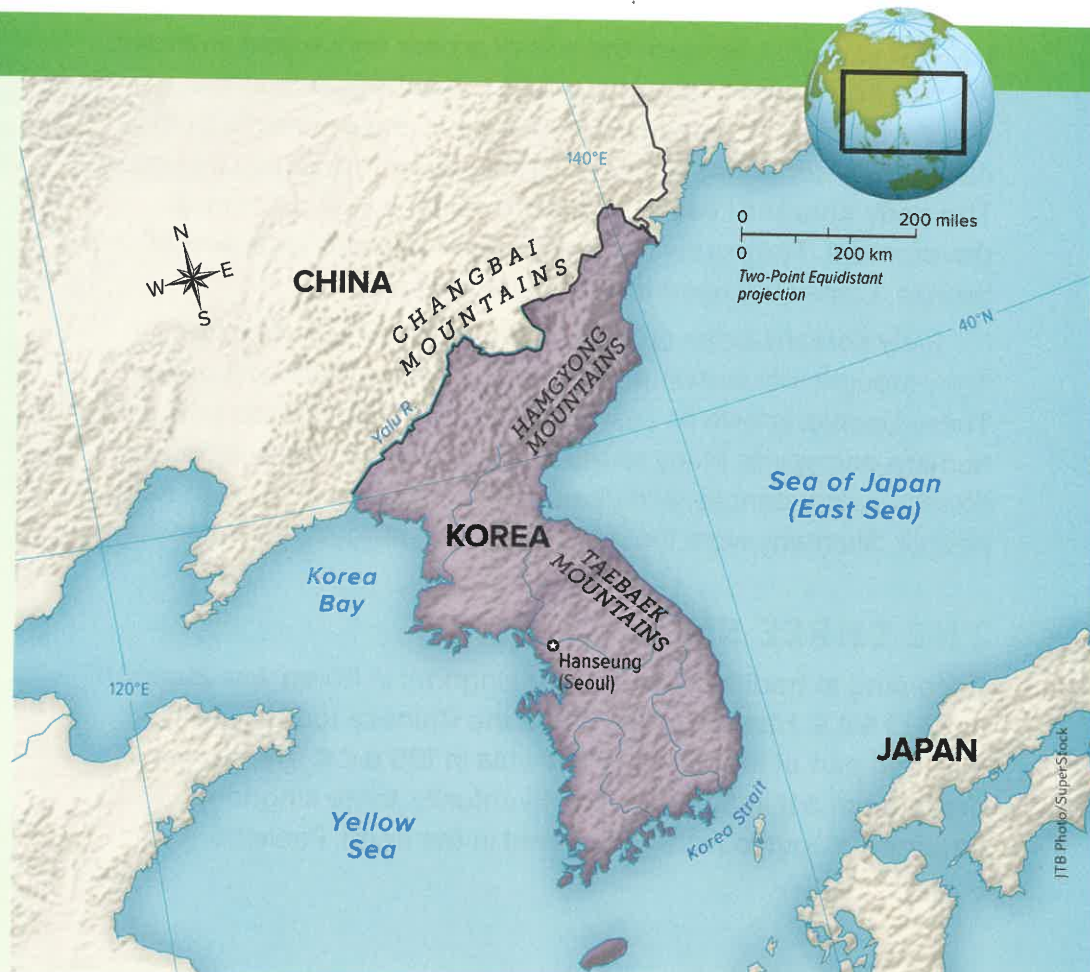 140°E
0 200 miles
0 200 km
Two-Point Equidistant
projection
N
W E
S
CHINA
CHANGBAI
MOUNTAINS
40°N
HAMGYONG
MOUNTAINS
Yalu R.
Sea of Japan
(East Sea)
KOREA
Korea
Bay
TAEBAEK
MOUNTAINS
Hanseung
(Seoul)
120°E
JAPAN
Yellow
Sea
Korea Strait
JTB Photo/SuperStock